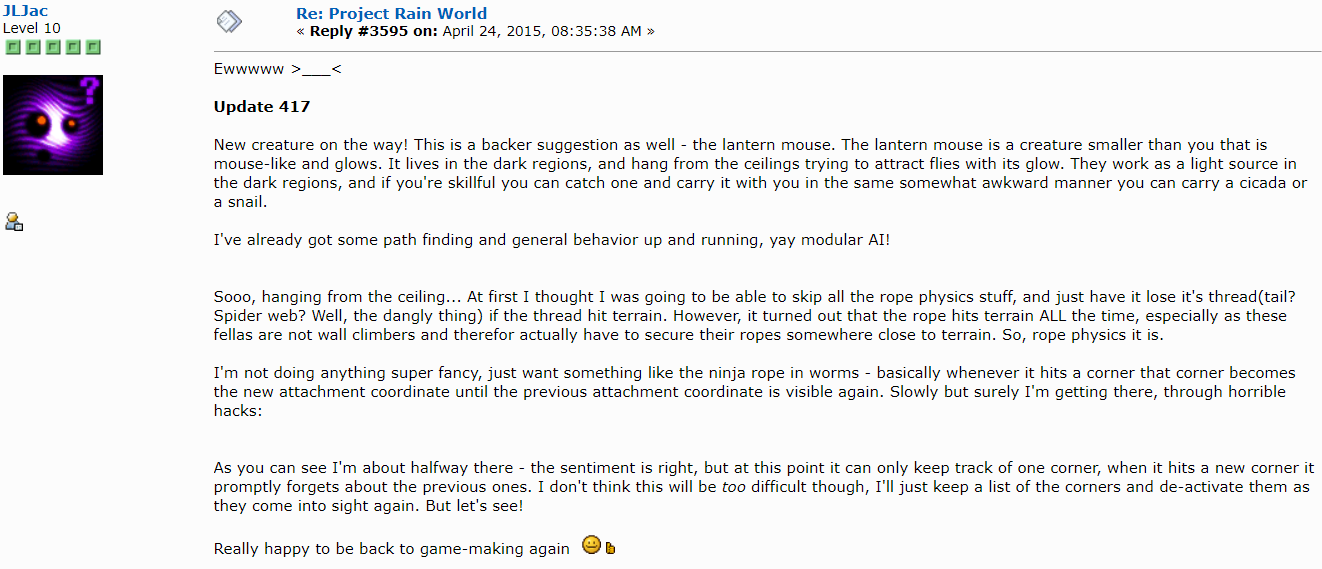 JLJac
Level 10
Re: Project Rain World
« Reply #3595 on: April 24, 2015, 08:35:38 AM »
Ewwwww >___<
Update 417
New creature on the way! This is a backer suggestion as well - the lantern mouse. The lantern mouse is a creature smaller than you that is
mouse-like and glows. It lives in the dark regions, and hang from the ceilings trying to attract flies with its glow. They work as a light source in
the dark regions, and if you're skillful you can catch one and carry it with you in the same somewhat awkward manner you can carry a cicada or
a snail.
I've already got some path finding and general behavior up and running, yay modular AI!
Sooo, hanging from the ceiling... At first I thought I was going to be able to skip all the rope physics stuff, and just have it lose it's thread(tail?
Spider web? Well, the dangly thing) if the thread hit terrain. However, it turned out that the rope hits terrain ALL the time, especially as these
fellas are not wall climbers and therefor actually have to secure their ropes somewhere close to terrain. So, rope physics it is.
I'm not doing anything super fancy, just want something like the ninja rope in worms - basically whenever it hits a corner that corner becomes
the new attachment coordinate until the previous attachment coordinate is visible again. Slowly but surely I'm getting there, through horrible
hacks:
As you can see I'm about halfway there - the sentiment is right, but at this point it can only keep track of one corner, when it hits a new corner it
promptly forgets about the previous ones. I don't think this will be too difficult though, I'll just keep a list of the corners and de-activate them as
they come into sight again. But let's see!
Really happy to be back to game-making again